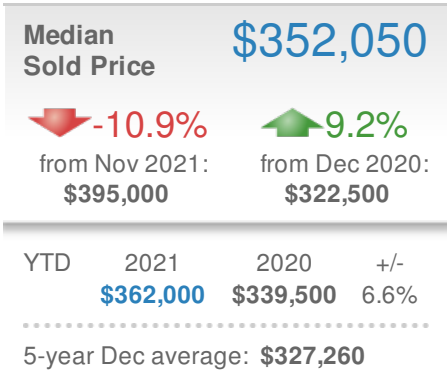 Median $352,050
Sold Price
-10.9% 9.2%
from Nov 2021: from Dec 2020:
$395,000 $322,500
YTD 2021 2020 +/-
$362,000 $339,500 6.6%
5-year Dec average: $327,260